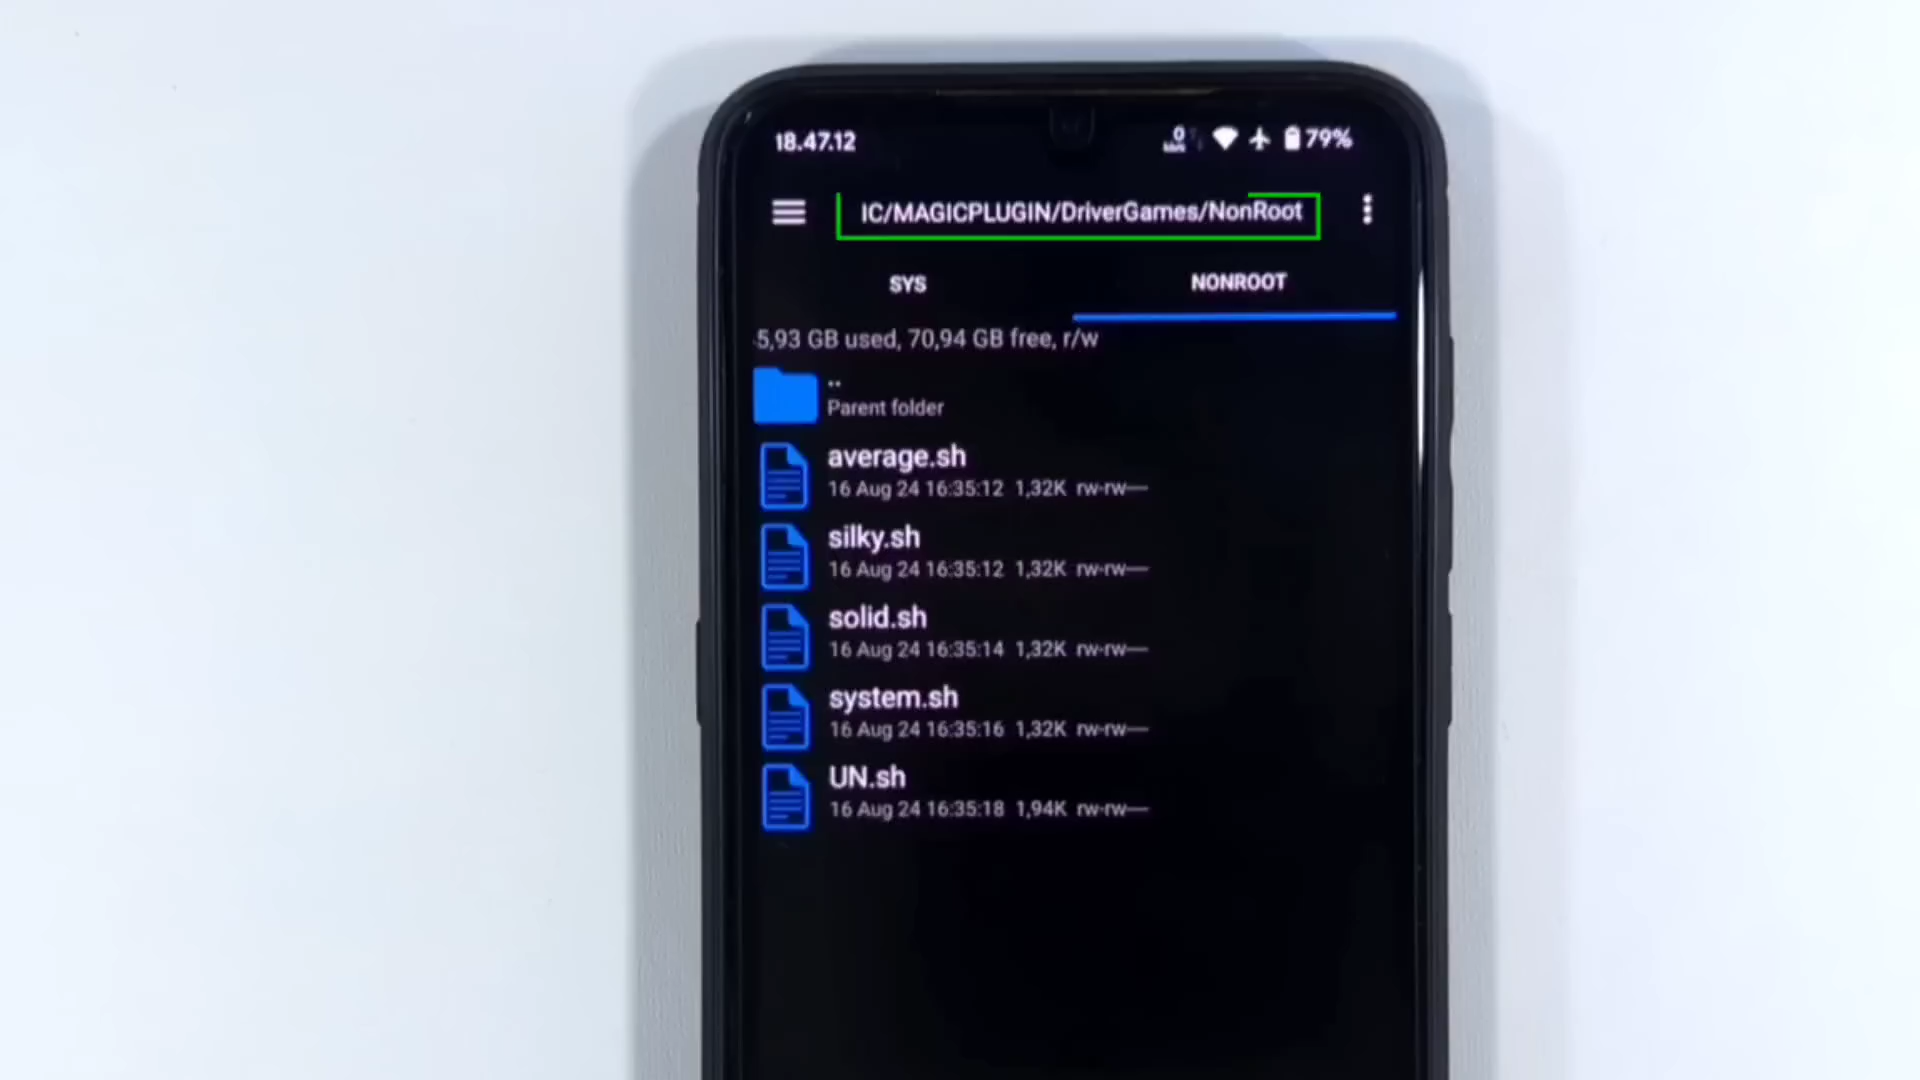 18.47.12
0
79%
IC/MAGICPLUGIN/DriverGames/NonRoot
SYS
NONROOT
5,93 GB used, 70,94 GB free, r/w
..
Parent folder
average.sh
16 Aug 24 16:35:12 1,32K rw-rw—
silky.sh
16 Aug 24 16:35:12 1,32K rw-rw—
solid.sh
16 Aug 24 16:35:14 1,32K rw-rw—
system.sh
16 Aug 24 16:35:16 1,32K rw-rw—
UN.sh
16 Aug 24 16:35:18 1,94K rw-rw—